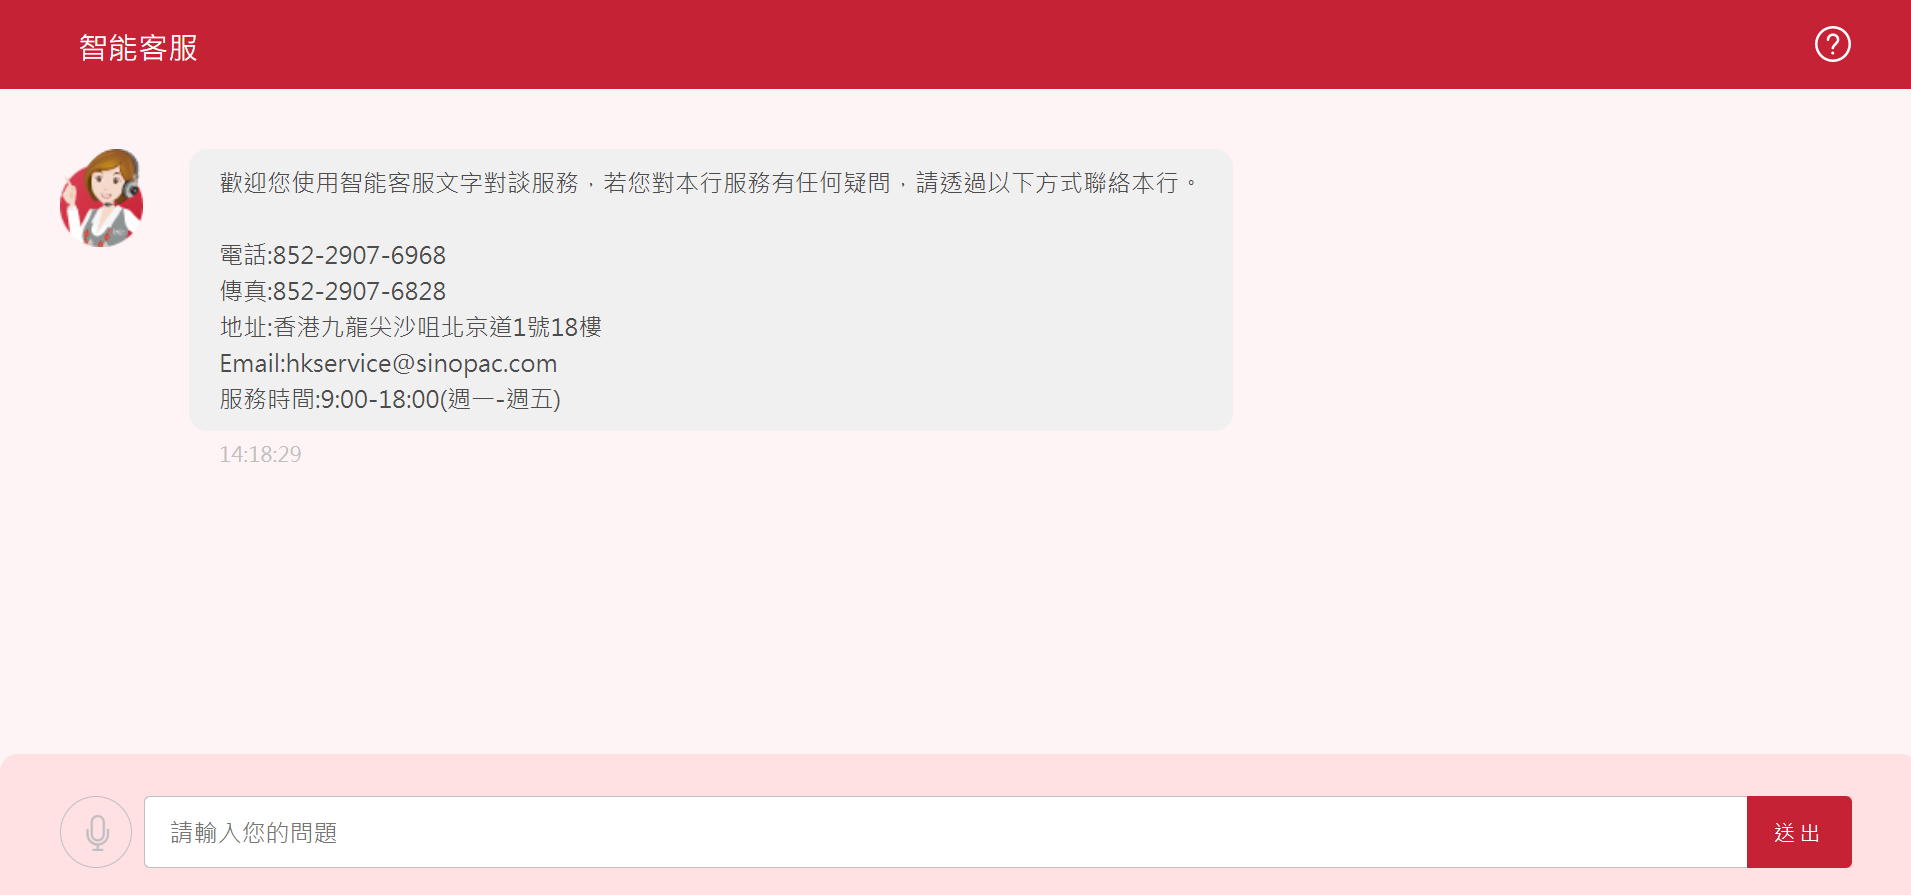 智能客服
歡迎您使用智能客服文字對談服務，若您對本行服務有任何疑問，請透過以下方式聯絡本行。
電話:852-2907-6968
傳真:852-2907-6828
地址:香港九龍尖沙咀北京道1號18樓
Email:hkservice@sinopac.com
服務時間:9:00-18:00(週一-週五)
14:18:29
請輸入您的問題
送出